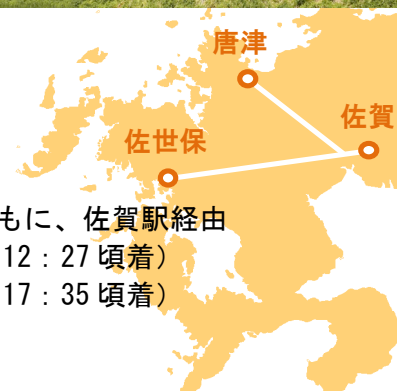 唐津
佐賀
佐世保
もに、佐賀駅経由
12：27 頃着）
17：35 頃着）